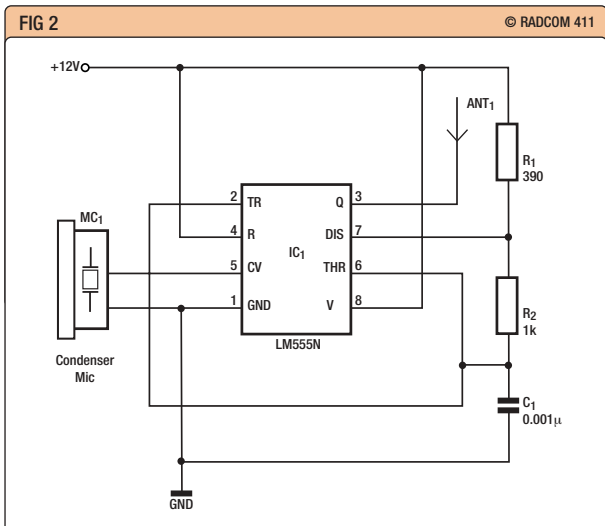 FIG 2
© RADCOM 411
+12V
ANT1
R1
390
MC1
2 TR
Q 3
4 R
DIS 7
IC1
5 CV
THR 6
1 GND
V 8
R2
1k
LM555N
Condenser
Mic
C1
0.001µ
GND